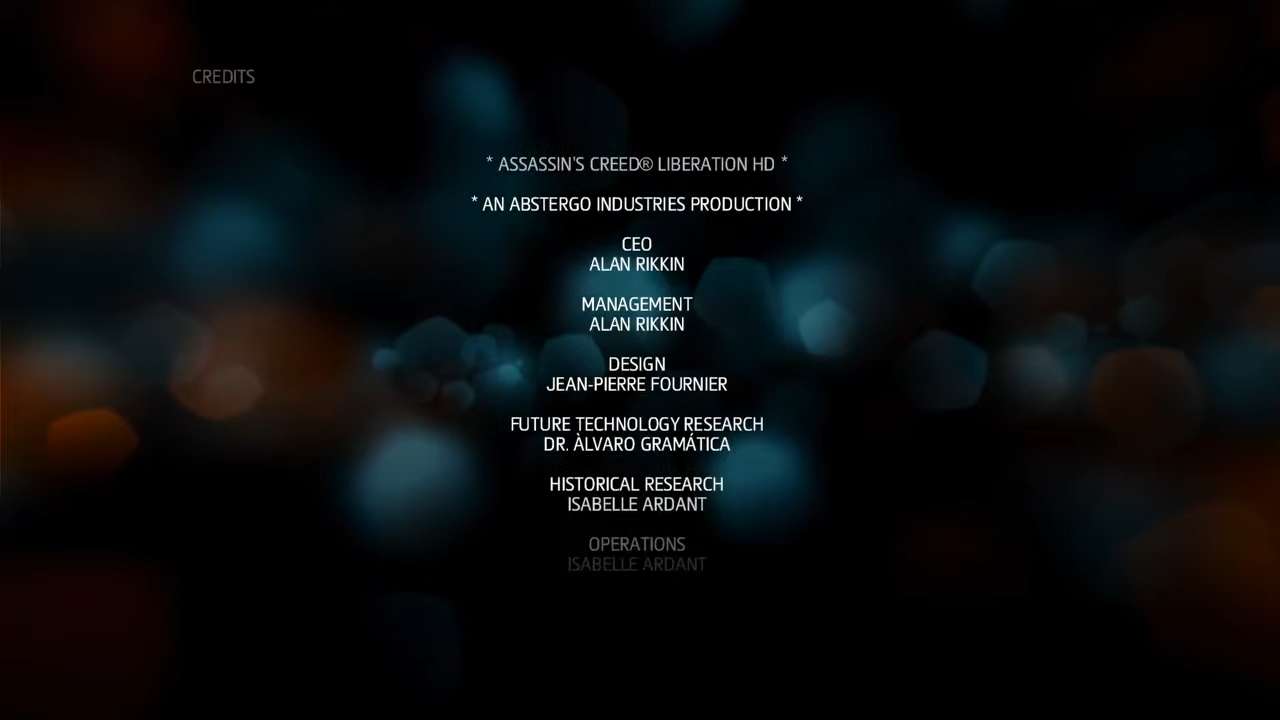 CREDITS
* ASSASSIN'S CREED® LIBERATION HD *
* AN ABSTERGO INDUSTRIES PRODUCTION *
CEO
ALAN RIKKIN
MANAGEMENT
ALAN RIKKIN
DESIGN
JEAN-PIERRE FOURNIER
FUTURE TECHNOLOGY RESEARCH
DR. ÀLVARO GRAMÁTICA
HISTORICAL RESEARCH
ISABELLE ARDANT
OPERATIONS
ISABELLE ARDANT